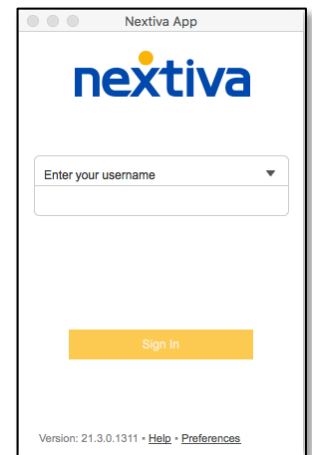 Nextiva App
nextiva
Enter your username
Sign In
Version: 21.3.0.1311 • Help • Preferences